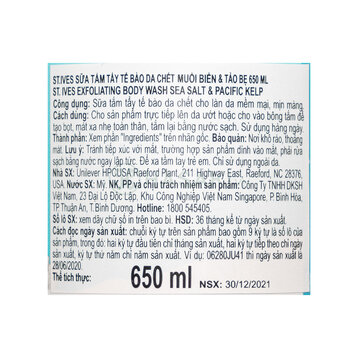 ST.IVES SỮA TẮM TẨY TẾ BÀO DA CHẾT MUỐI BIỂN & TẢO BẸ 650 ML
ST. IVES EXFOLIATING BODY WASH SEA SALT & PACIFIC KELP
Công dụng: Sữa tắm tẩy tế bào da chết cho làn da mềm mại, mịn màng.
Cách dùng: Cho sản phẩm trực tiếp lên da ướt hoặc cho vào bông tắm để
tạo bọt, mát xa nhẹ toàn thân, tắm lại bằng nước sạch. Sử dụng hàng ngày.
Thành phần: Xem phần "Ingredients" trên nhãn chai. Bảo quản: Nơi khô ráo, thoáng
mát. Lưu ý: Tránh tiếp xúc với mắt, trường hợp sản phẩm dính vào mắt, phải rửa
sạch bằng nước ngay lập tức. Để xa tầm tay trẻ em. Chỉ sử dụng ngoài da.
Nhà SX: Unilever HPCUSA Raeford Plant, 211 Highway East, Raeford, NC 28376,
USA. Nước SX: Mỹ. NK, PP và chịu trách nhiệm sản phẩm: Công Ty TNHH DKSH
Việt Nam, 23 Đại Lộ Độc Lập, Khu Công Nghiệp Việt Nam Singapore, P. Bình Hòa,
TP Thuận An, T. Bình Dương. Hotline: 1800 545405.
Số lô SX: xem dãy chữ số in trên bao bì. HSD: 36 tháng kể từ ngày sản xuất.
Cách đọc ngày sản xuất: chuỗi ký tự trên sản phẩm bao gồm 9 ký tự là số lô của sản phẩm,
trong đó: hai ký tự đầu tiên chỉ tháng sản xuất, hai ký tự tiếp theo chỉ ngày
sản xuất, ký tự thứ năm chỉ năm sản xuất. Ví dụ: 06280JU41 thì ngày sản xuất là
28/06/2020.
Thể tích thực: 650 ml NSX: 30/12/2021